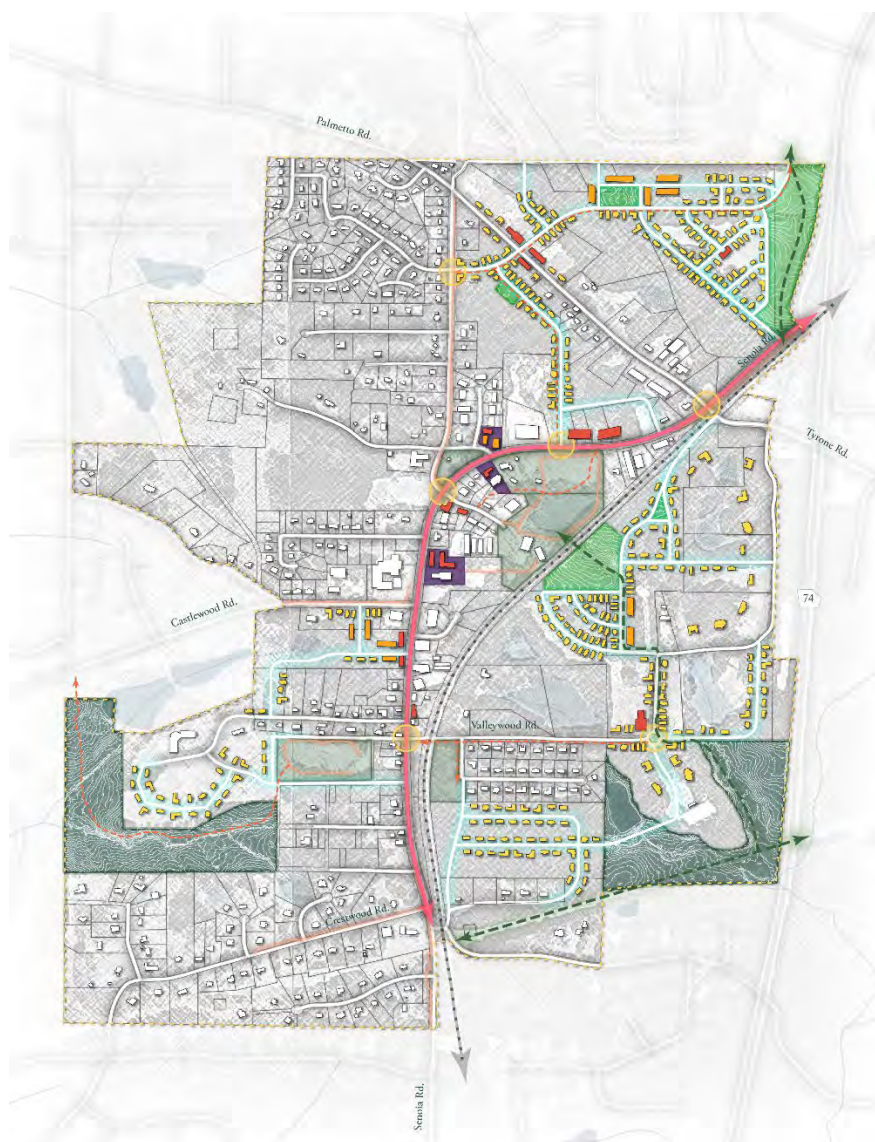 Palmetto Rd.
Senoia Rd.
Tyrone Rd.
74
Castlewood Rd.
Valleywood Rd.
Crestwood Rd.
Senoia Rd.